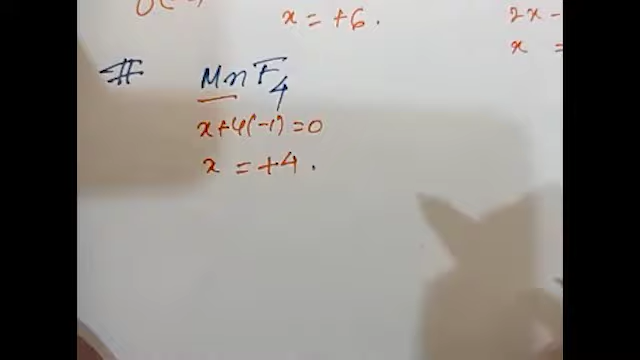 x = +6.
2x -
x =
# MnF4
x+4(-1)=0
x = +4.